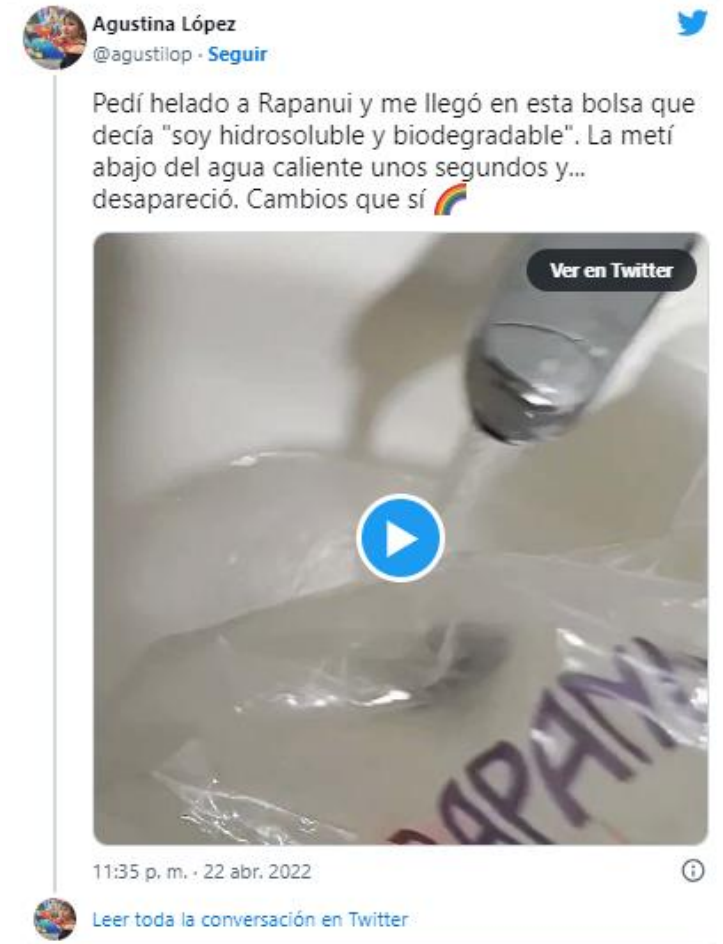 Agustina López
@agustilop · Seguir
Pedí helado a Rapanui y me llegó en esta bolsa que
decía "soy hidrosoluble y biodegradable". La metí
abajo del agua caliente unos segundos y...
desapareció. Cambios que sí 🌈
Ver en Twitter
RAPANU
11:35 p. m. · 22 abr. 2022
Leer toda la conversación en Twitter